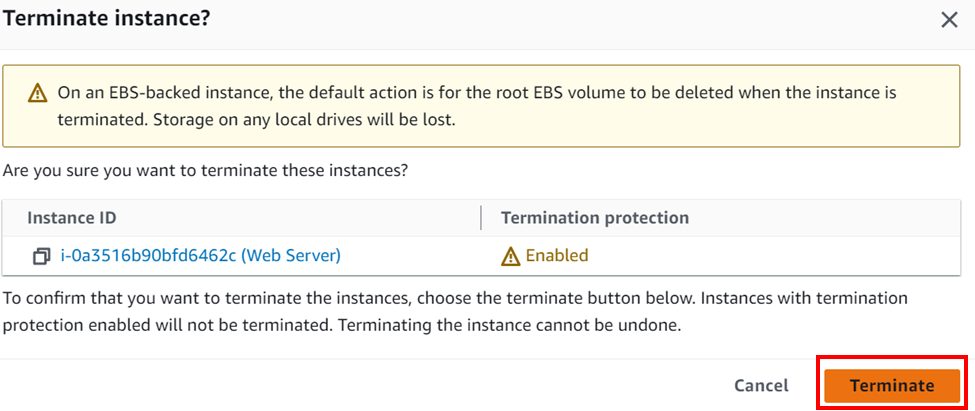 Terminate instance?
On an EBS-backed instance, the default action is for the root EBS volume to be deleted when the instance is
terminated. Storage on any local drives will be lost.
Are you sure you want to terminate these instances?
Instance ID
Termination protection
i-0a3516b90bfd6462c (Web Server)
Enabled
To confirm that you want to terminate the instances, choose the terminate button below. Instances with termination
protection enabled will not be terminated. Terminating the instance cannot be undone.
Cancel
Terminate